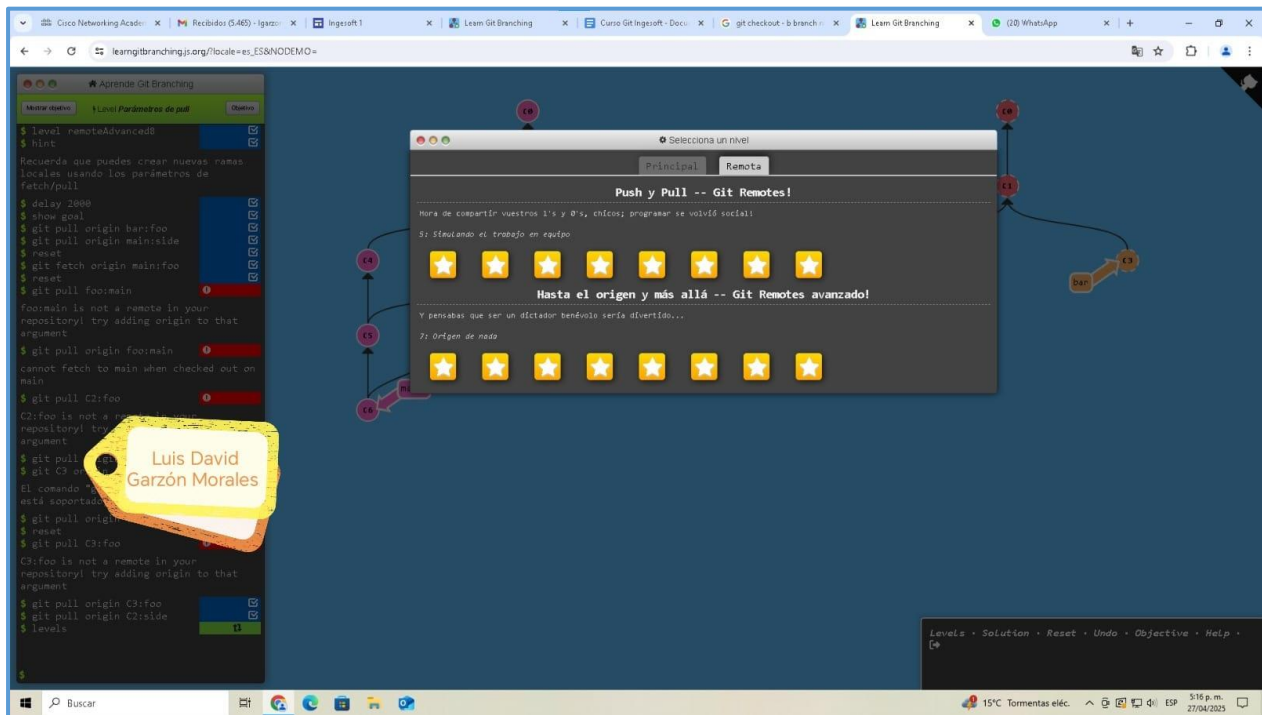 Cisco Networking Academ
Recibidos (5.465) - lgarzon
Ingesoft 1
Learn Git Branching
Curso Git Ingesoft - Docu
git checkout - b branch n
Learn Git Branching
(20) WhatsApp
learngitbranching.js.org/?locale=es_ES&NODEMO=
Aprende Git Branching
Mostrar objetivo
Level Parámetros de pull
Objetivo
$ level remoteAdvanced8
$ hint
Recuerda que puedes crear nuevas ramas
locales usando los parámetros de
fetch/pull
$ delay 2000
$ show goal
$ git pull origin bar:foo
$ git pull origin main:side
$ reset
$ git fetch origin main:foo
$ reset
$ git pull foo:main
foo:main is not a remote in your
repository! try adding origin to that
argument
$ git pull origin foo:main
cannot fetch to main when checked out on
main
$ git pull C2:foo
C2:foo is not a remote in your
repository! try
argument
$ git pull
$ git C3 or
El comando "g
está soportado
$ git pull origin
$ reset
$ git pull C3:foo
C3:foo is not a remote in your
repository! try adding origin to that
argument
$ git pull origin C3:foo
$ git pull origin C2:side
$ levels
$
Luis David
Garzón Morales
C0
C4
C5
C6
C0
C1
C3
bar
Selecciona un nivel
Principal
Remota
Push y Pull -- Git Remotes!
Hora de compartir vuestros 1's y 0's, chicos; programar se volvió social!
5: Simulando el trabajo en equipo
Hasta el origen y más allá -- Git Remotes avanzado!
Y pensabas que ser un dictador benévolo sería divertido...
7: Origen de nada
Levels · Solution · Reset · Undo · Objective · Help ·
Buscar
15°C Tormentas eléc.
ESP
5:16 p. m.
27/04/2025